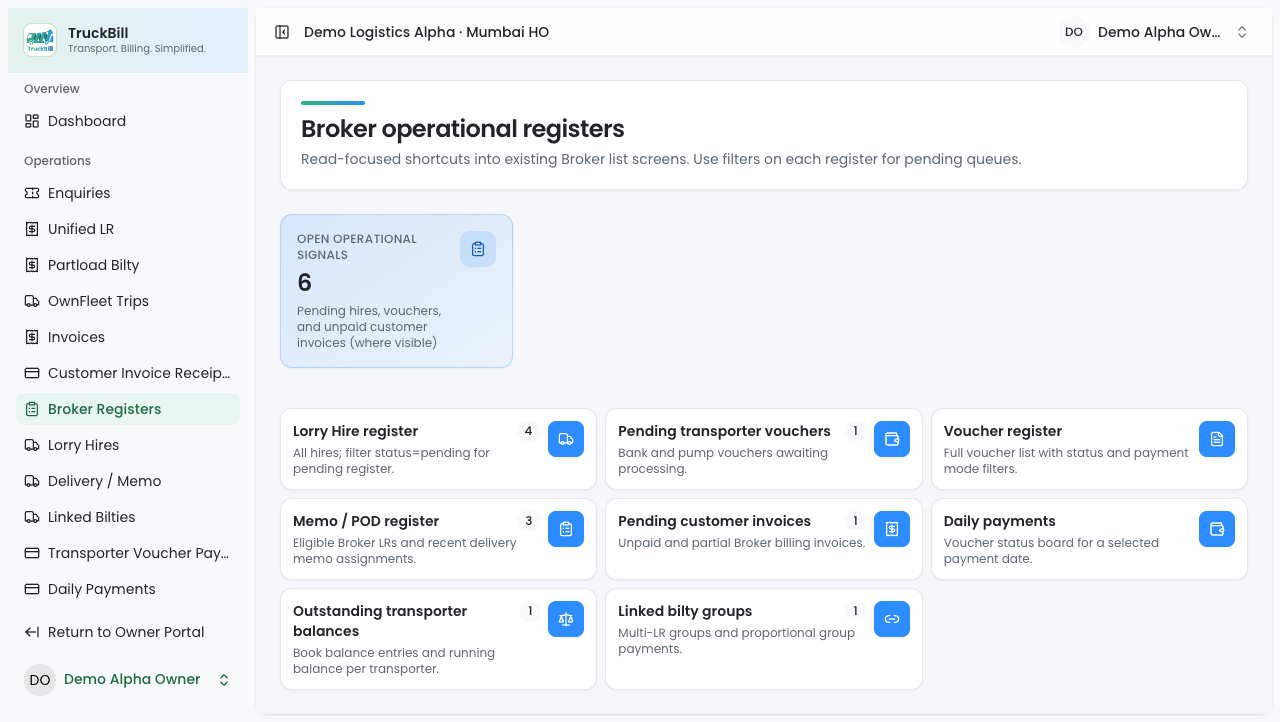 TruckBill
Transport. Billing. Simplified.
Overview
Dashboard
Operations
Enquiries
Unified LR
Partload Bilty
OwnFleet Trips
Invoices
Customer Invoice Receip...
Broker Registers
Lorry Hires
Delivery / Memo
Linked Bilties
Transporter Voucher Pay...
Daily Payments
Return to Owner Portal
DO Demo Alpha Owner
Demo Logistics Alpha · Mumbai HO
DO Demo Alpha Ow...
Broker operational registers
Read-focused shortcuts into existing Broker list screens. Use filters on each register for pending queues.
OPEN OPERATIONAL
SIGNALS
6
Pending hires, vouchers,
and unpaid customer
invoices (where visible)
Lorry Hire register 4
All hires; filter status=pending for
pending register.
Pending transporter vouchers 1
Bank and pump vouchers awaiting
processing.
Voucher register
Full voucher list with status and payment
mode filters.
Memo / POD register 3
Eligible Broker LRs and recent delivery
memo assignments.
Pending customer invoices 1
Unpaid and partial Broker billing invoices.
Daily payments
Voucher status board for a selected
payment date.
Outstanding transporter 1
balances
Book balance entries and running
balance per transporter.
Linked bilty groups 1
Multi-LR groups and proportional group
payments.